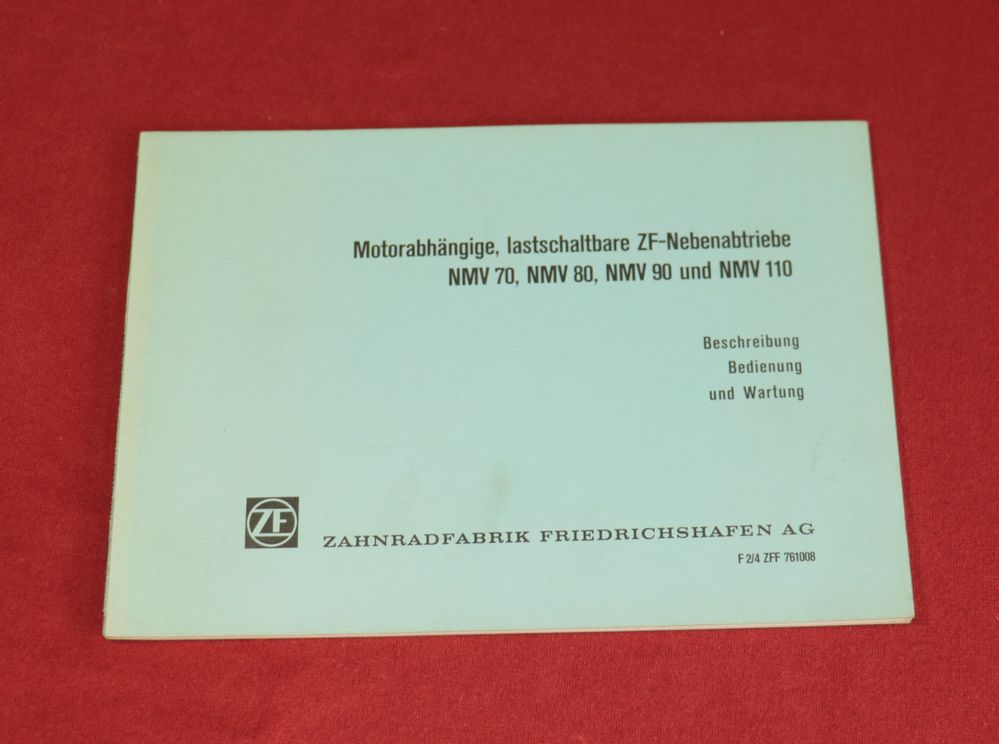 Motorabhängige, lastschaltbare ZF-Nebenabtriebe
NMV 70, NMV 80, NMV 90 und NMV 110
Beschreibung
Bedienung
und Wartung
ZF
ZAHNRADFABRIK FRIEDRICHSHAFEN AG
F 2/4 ZFF 761008